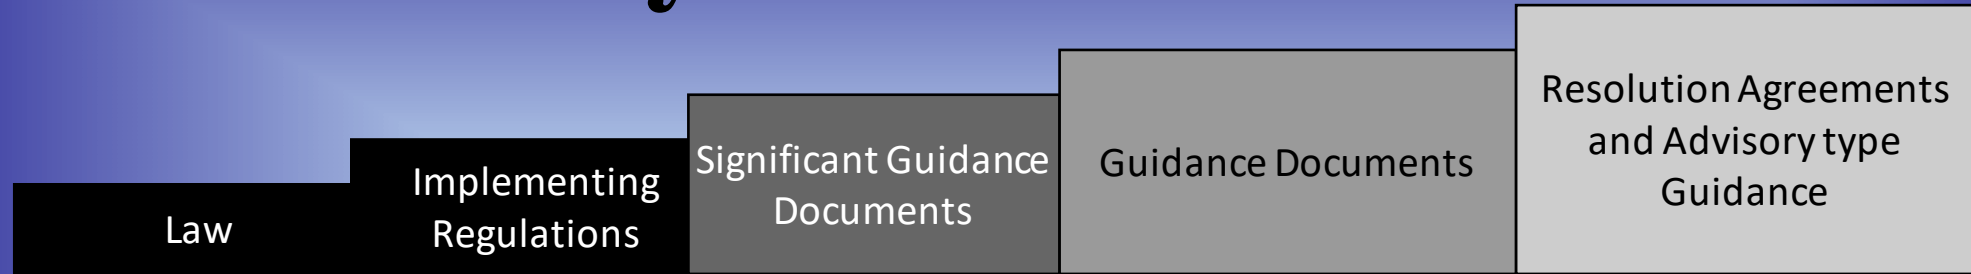 Law
Implementing
Regulations
Significant Guidance
Documents
Guidance Documents
Resolution Agreements
and Advisory type
Guidance